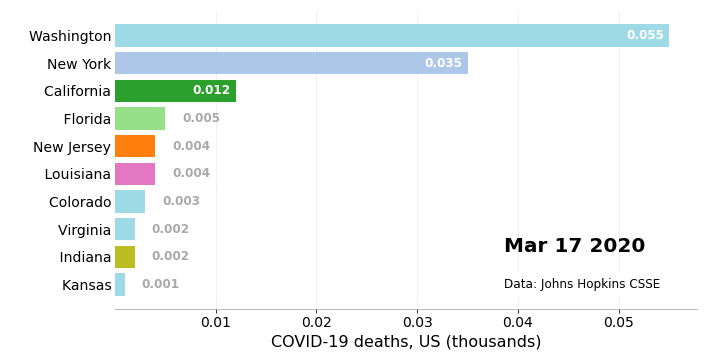 Washington 0.055
New York 0.035
California 0.012
Florida 0.005
New Jersey 0.004
Louisiana 0.004
Colorado 0.003
Virginia 0.002
Indiana 0.002
Kansas 0.001
Mar 17 2020
Data: Johns Hopkins CSSE
0.01 0.02 0.03 0.04 0.05
COVID-19 deaths, US (thousands)